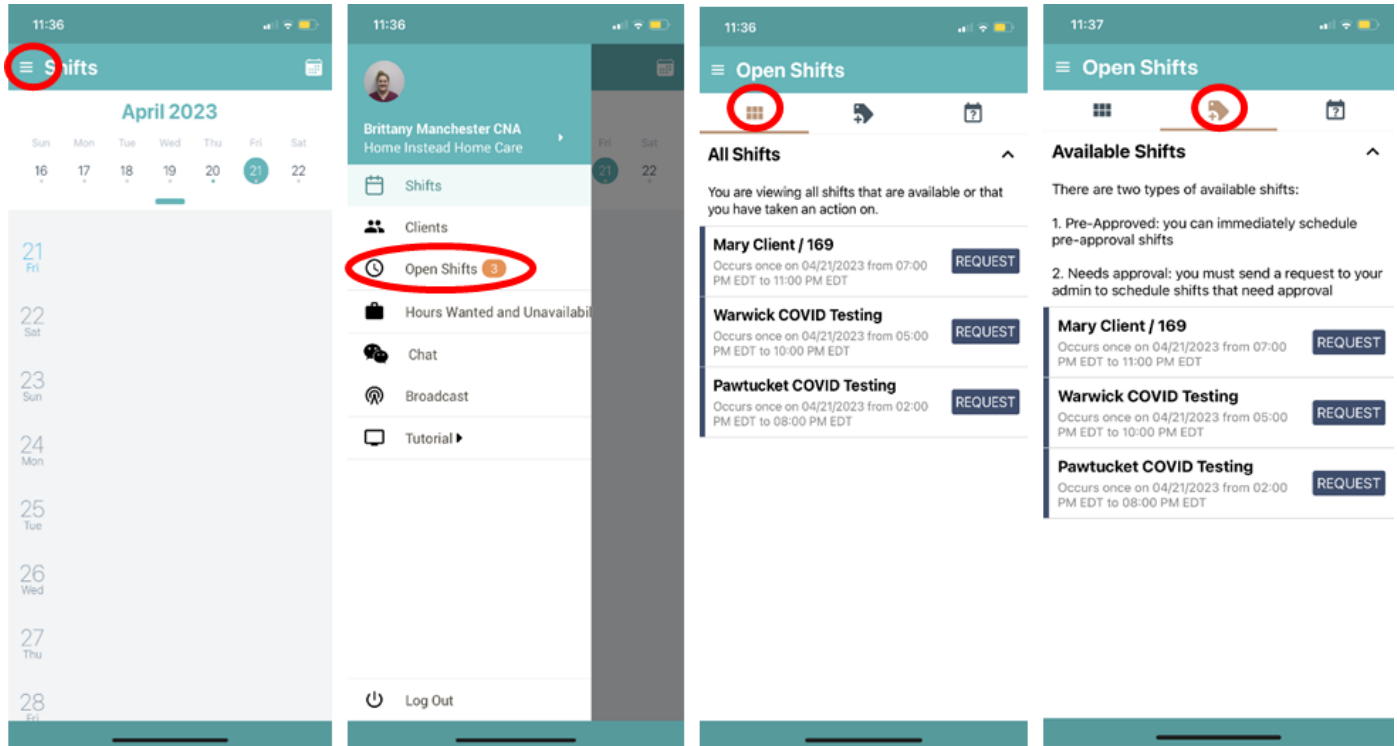 11:36
Shifts
April 2023
Sun Mon Tue Wed Thu Fri Sat
16 17 18 19 20 21 22
21
Fri
22
Sat
23
Sun
24
Mon
25
Tue
26
Wed
27
Thu
28
Fri
11:36
Brittany Manchester CNA
Home Instead Home Care
Fri Sat
21 22
Shifts
Clients
Open Shifts 3
Hours Wanted and Unavailabil
Chat
Broadcast
Tutorial
Log Out
11:36
Open Shifts
All Shifts
You are viewing all shifts that are available or that
you have taken an action on.
Mary Client / 169
Occurs once on 04/21/2023 from 07:00
PM EDT to 11:00 PM EDT
REQUEST
Warwick COVID Testing
Occurs once on 04/21/2023 from 05:00
PM EDT to 10:00 PM EDT
REQUEST
Pawtucket COVID Testing
Occurs once on 04/21/2023 from 02:00
PM EDT to 08:00 PM EDT
REQUEST
11:37
Open Shifts
Available Shifts
There are two types of available shifts:
1. Pre-Approved: you can immediately schedule
pre-approval shifts
2. Needs approval: you must send a request to your
admin to schedule shifts that need approval
Mary Client / 169
Occurs once on 04/21/2023 from 07:00
PM EDT to 11:00 PM EDT
REQUEST
Warwick COVID Testing
Occurs once on 04/21/2023 from 05:00
PM EDT to 10:00 PM EDT
REQUEST
Pawtucket COVID Testing
Occurs once on 04/21/2023 from 02:00
PM EDT to 08:00 PM EDT
REQUEST